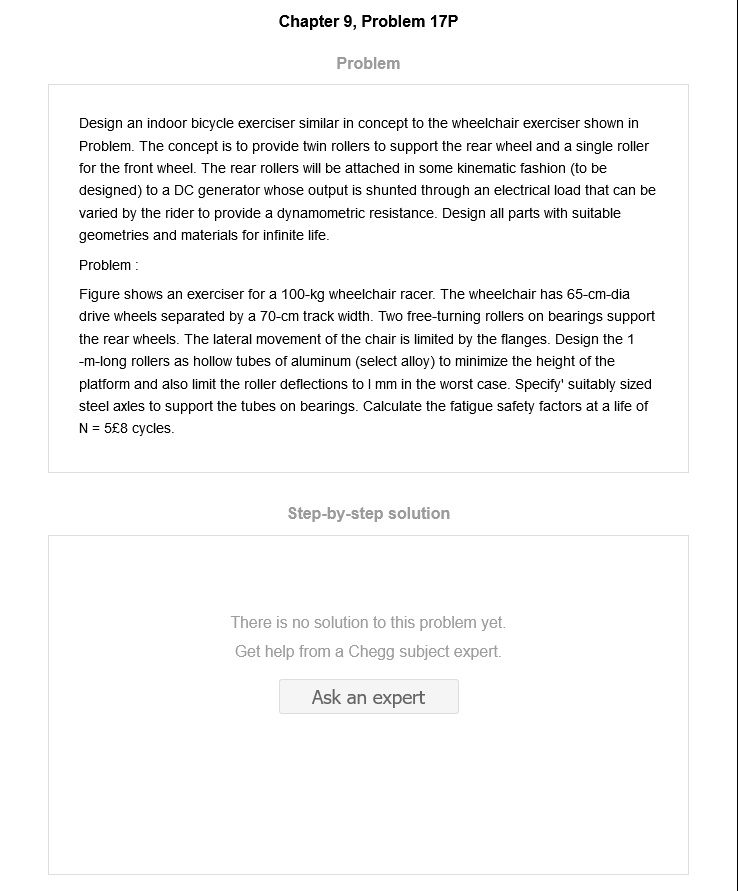 Chapter 9, Problem 17P
Problem
Design an indoor bicycle exerciser similar in concept to the wheelchair exerciser shown in
Problem. The concept is to provide twin rollers to support the rear wheel and a single roller
for the front wheel. The rear rollers will be attached in some kinematic fashion (to be
designed) to a DC generator whose output is shunted through an electrical load that can be
varied by the rider to provide a dynamometric resistance. Design all parts with suitable
geometries and materials for infinite life.
Problem :
Figure shows an exerciser for a 100-kg wheelchair racer. The wheelchair has 65-cm-dia
drive wheels separated by a 70-cm track width. Two free-turning rollers on bearings support
the rear wheels. The lateral movement of the chair is limited by the flanges. Design the 1
-m-long rollers as hollow tubes of aluminum (select alloy) to minimize the height of the
platform and also limit the roller deflections to l mm in the worst case. Specify' suitably sized
steel axles to support the tubes on bearings. Calculate the fatigue safety factors at a life of
N = 5£8 cycles.
Step-by-step solution
There is no solution to this problem yet.
Get help from a Chegg subject expert.
Ask an expert